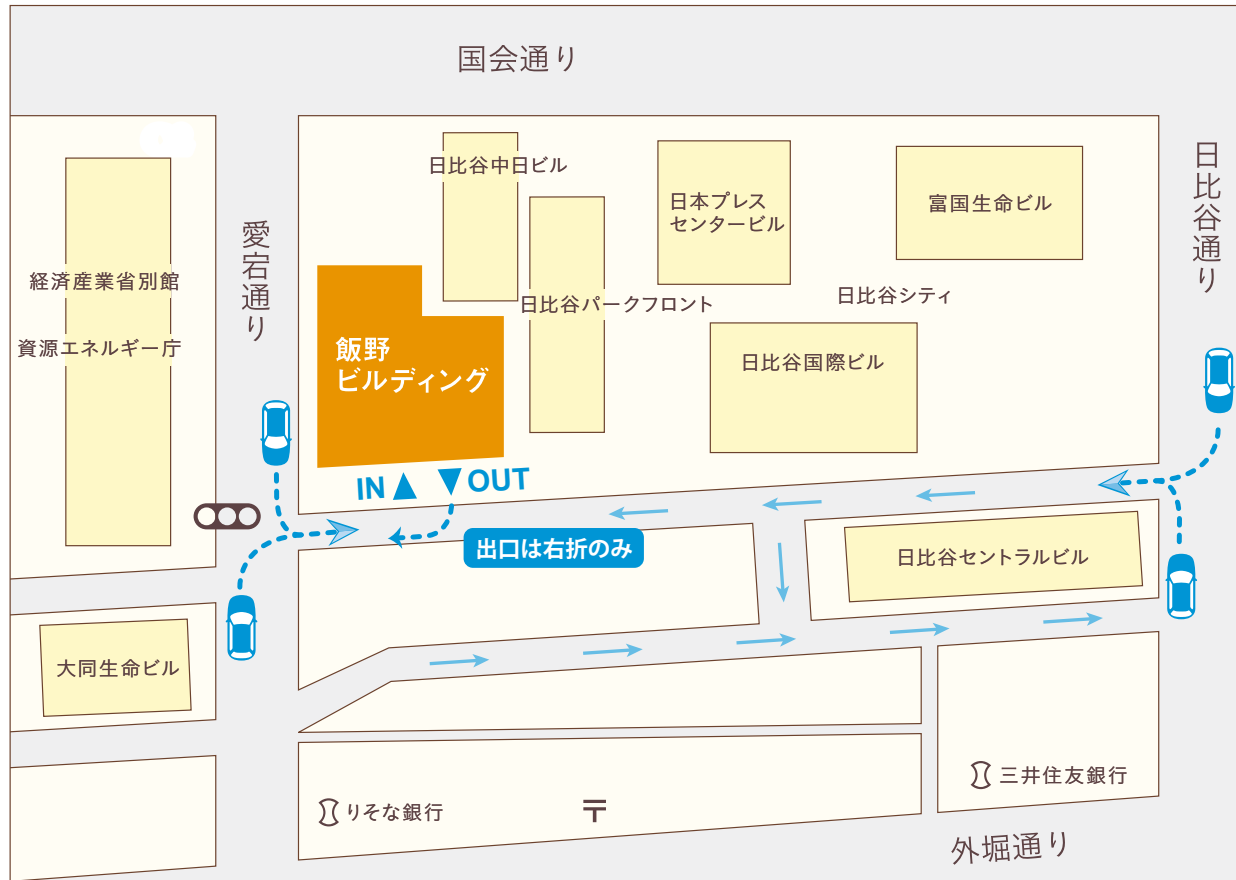 国会通り
日比谷通り
愛宕通り
日比谷中日ビル
日本プレス
センタービル
富国生命ビル
経済産業省別館
資源エネルギー庁
日比谷パークフロント
日比谷シティ
飯野
ビルディング
日比谷国際ビル
IN
OUT
出口は右折のみ
日比谷セントラルビル
大同生命ビル
三井住友銀行
りそな銀行
〒
外堀通り